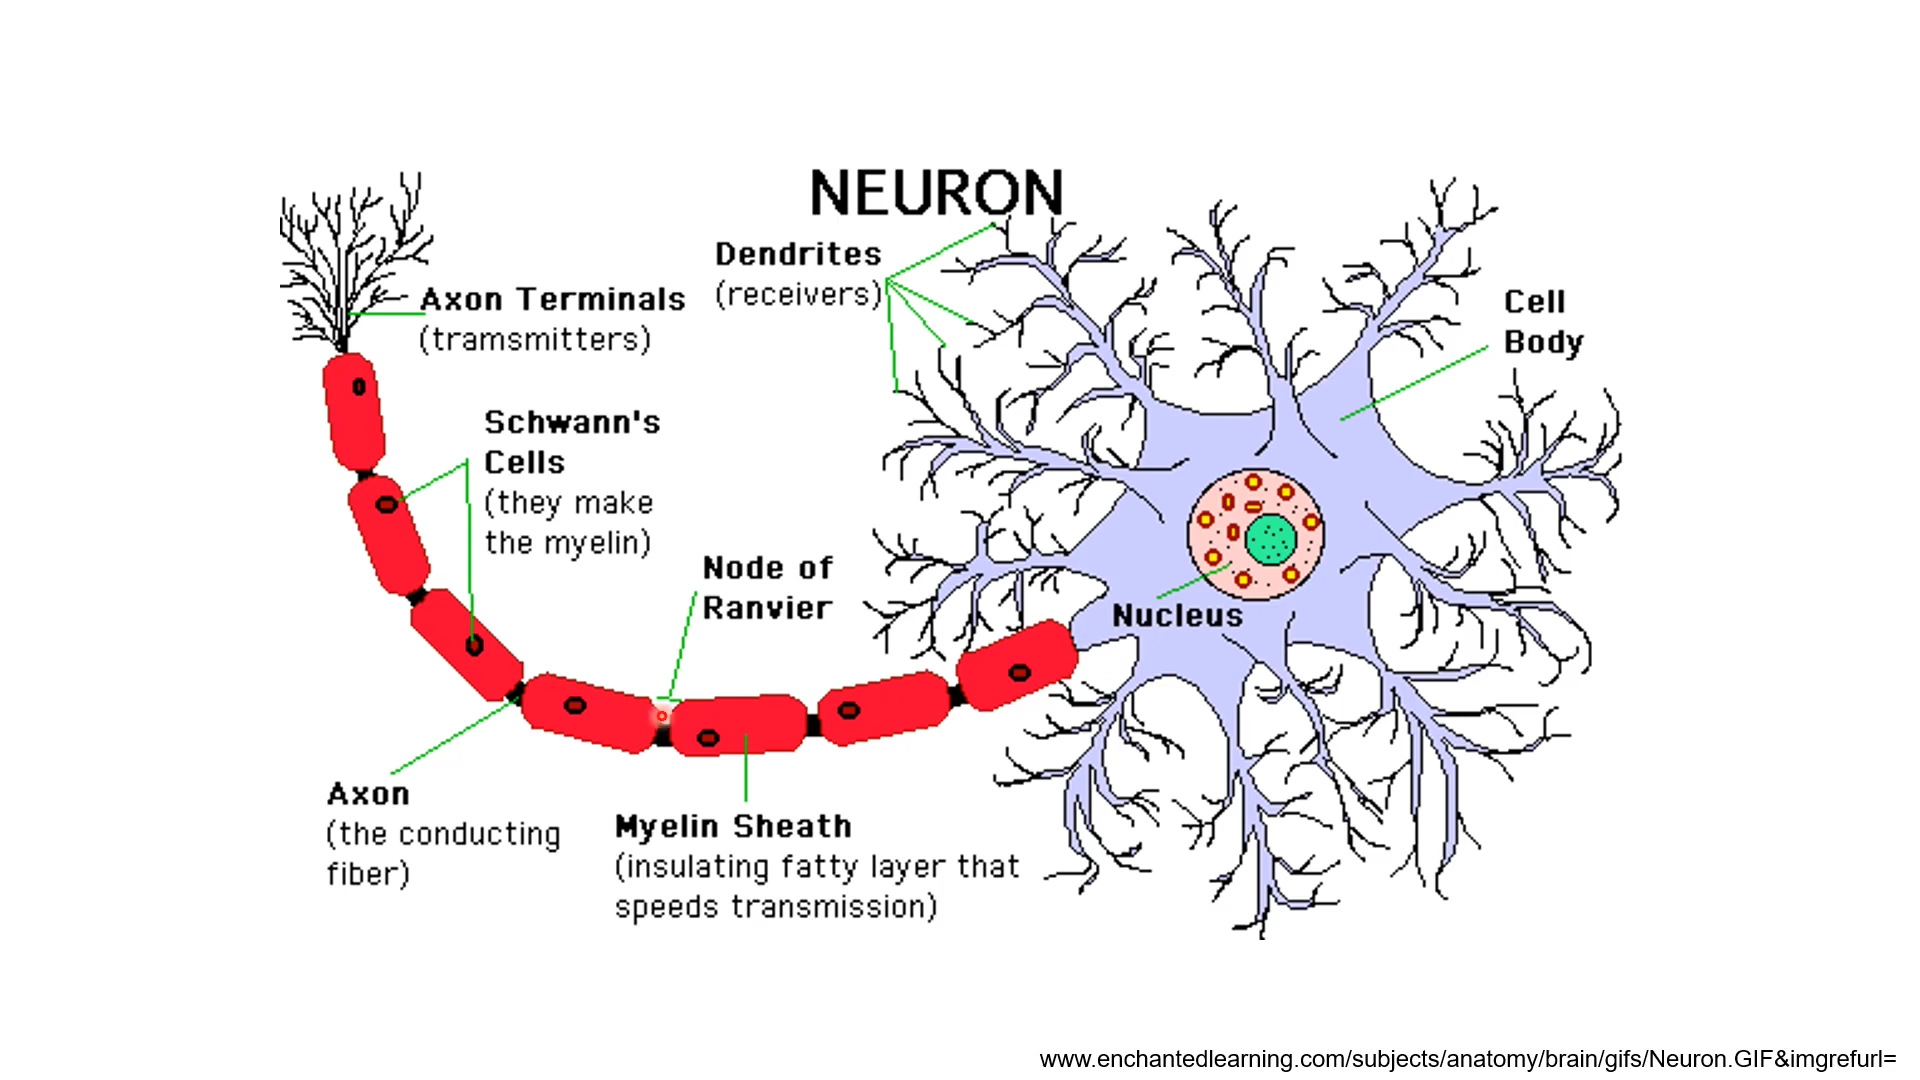 NEURON
Dendrites
(receivers)
Axon Terminals
(tramsmitters)
Cell
Body
Schwann's
Cells
(they make
the myelin)
Node of
Ranvier
Nucleus
Axon
(the conducting
fiber)
Myelin Sheath
(insulating fatty layer that
speeds transmission)
www.enchantedlearning.com/subjects/anatomy/brain/gifs/Neuron.GIF&imgrefurl=